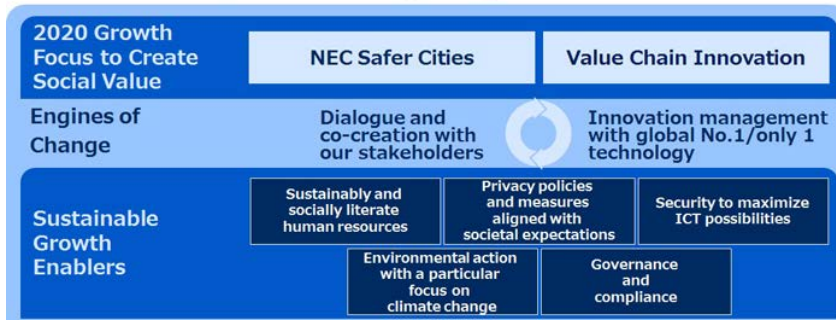 2020 Growth
Focus to Create
Social Value
NEC Safer Cities
Value Chain Innovation
Engines of
Change
Dialogue and
co-creation with
our stakeholders
Innovation management
with global No.1/only 1
technology
Sustainable
Growth
Enablers
Sustainably and
socially literate
human resources
Privacy policies
and measures
aligned with
societal expectations
Security to maximize
ICT possibilities
Environmental action
with a particular
focus on
climate change
Governance
and
compliance